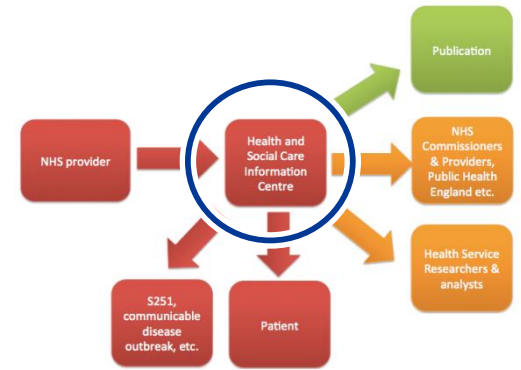 Publication
NHS provider
Health and
Social Care
Information
Centre
NHS
Commissioners
& Providers,
Public Health
England etc.
Health Service
Researchers &
analysts
S251,
communicable
disease
outbreak, etc.
Patient